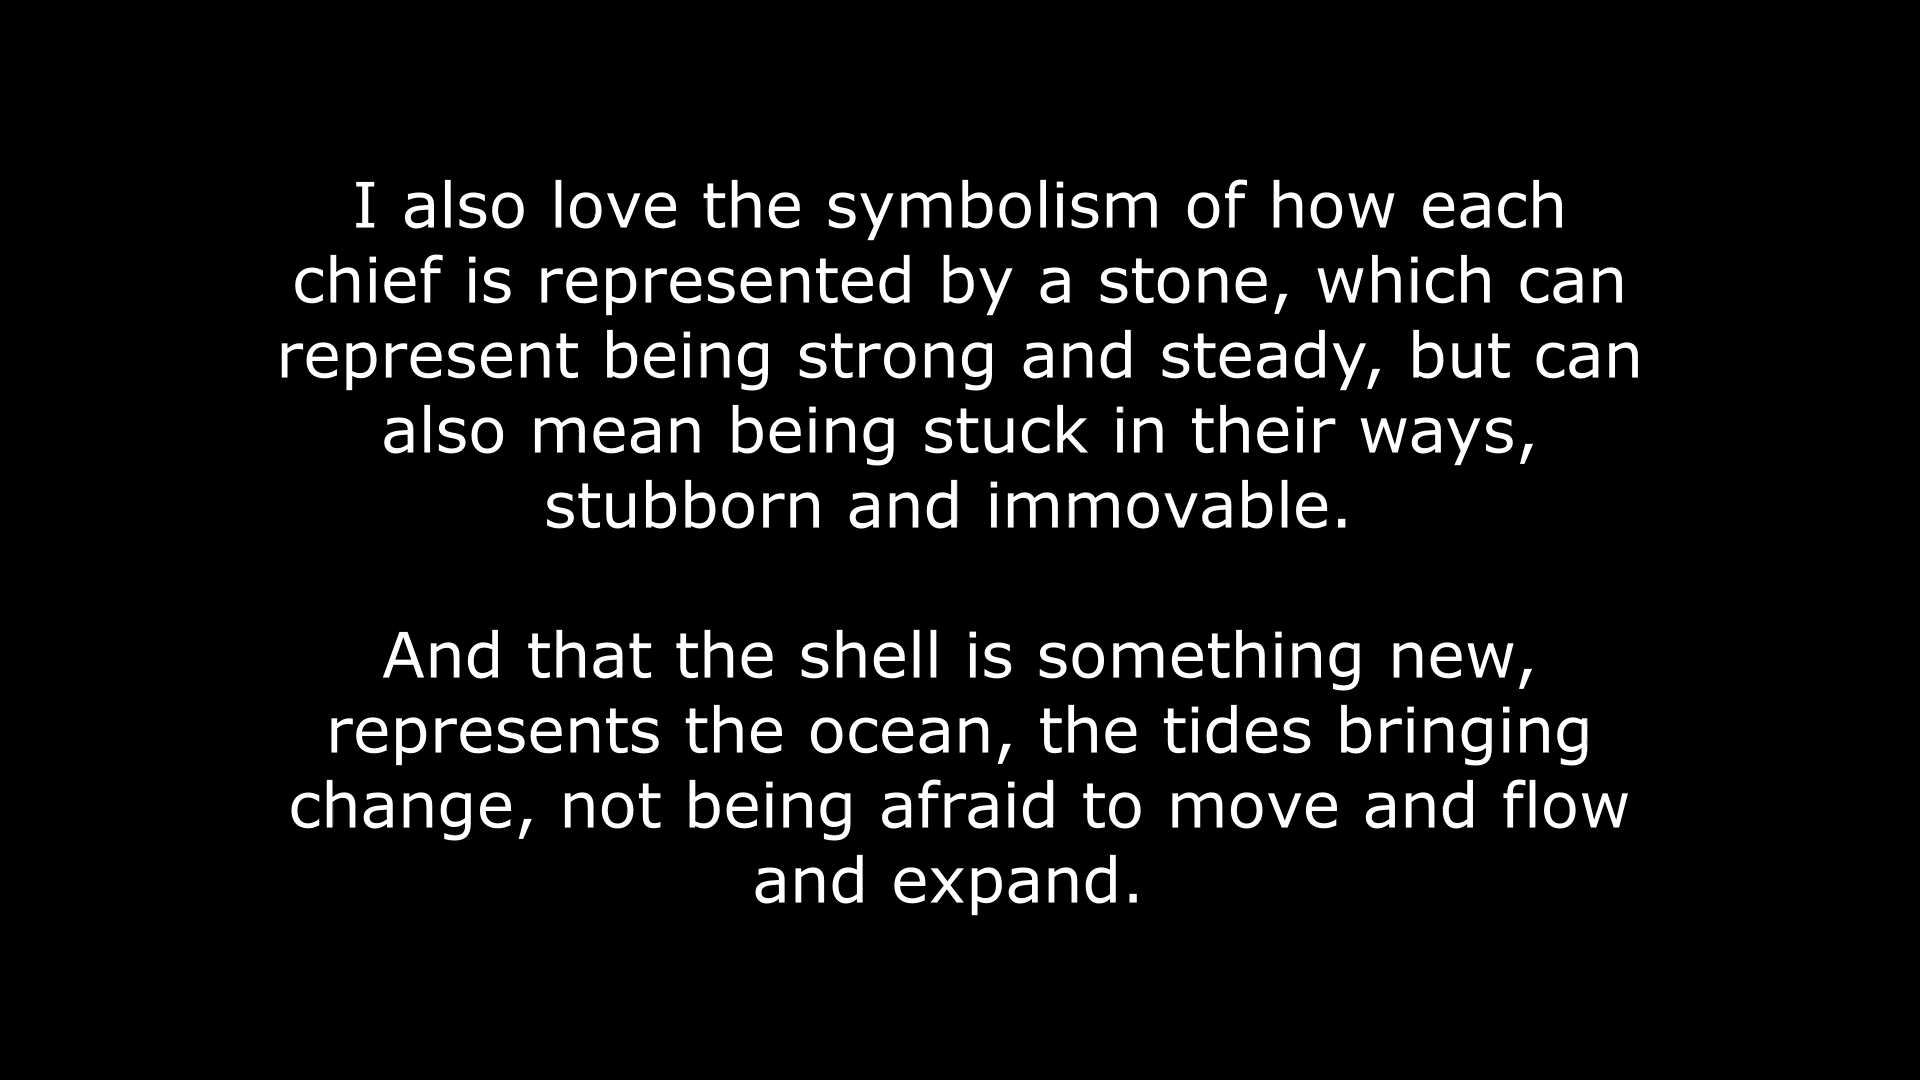 I also love the symbolism of how each
chief is represented by a stone, which can
represent being strong and steady, but can
also mean being stuck in their ways,
stubborn and immovable.
And that the shell is something new,
represents the ocean, the tides bringing
change, not being afraid to move and flow
and expand.